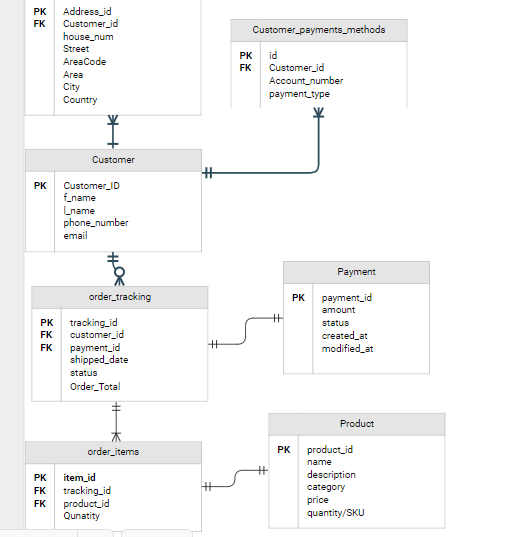 PK Address_id
FK Customer_id
house_num
Street
AreaCode
Area
City
Country
Customer_payments_methods
PK id
FK Customer_id
Account_number
payment_type
Customer
PK Customer_ID
f_name
l_name
phone_number
email
order_tracking
PK tracking_id
FK customer_id
FK payment_id
shipped_date
status
Order_Total
Payment
PK payment_id
amount
status
created_at
modified_at
order_items
PK item_id
FK tracking_id
FK product_id
Qunatity
Product
PK product_id
name
description
category
price
quantity/SKU